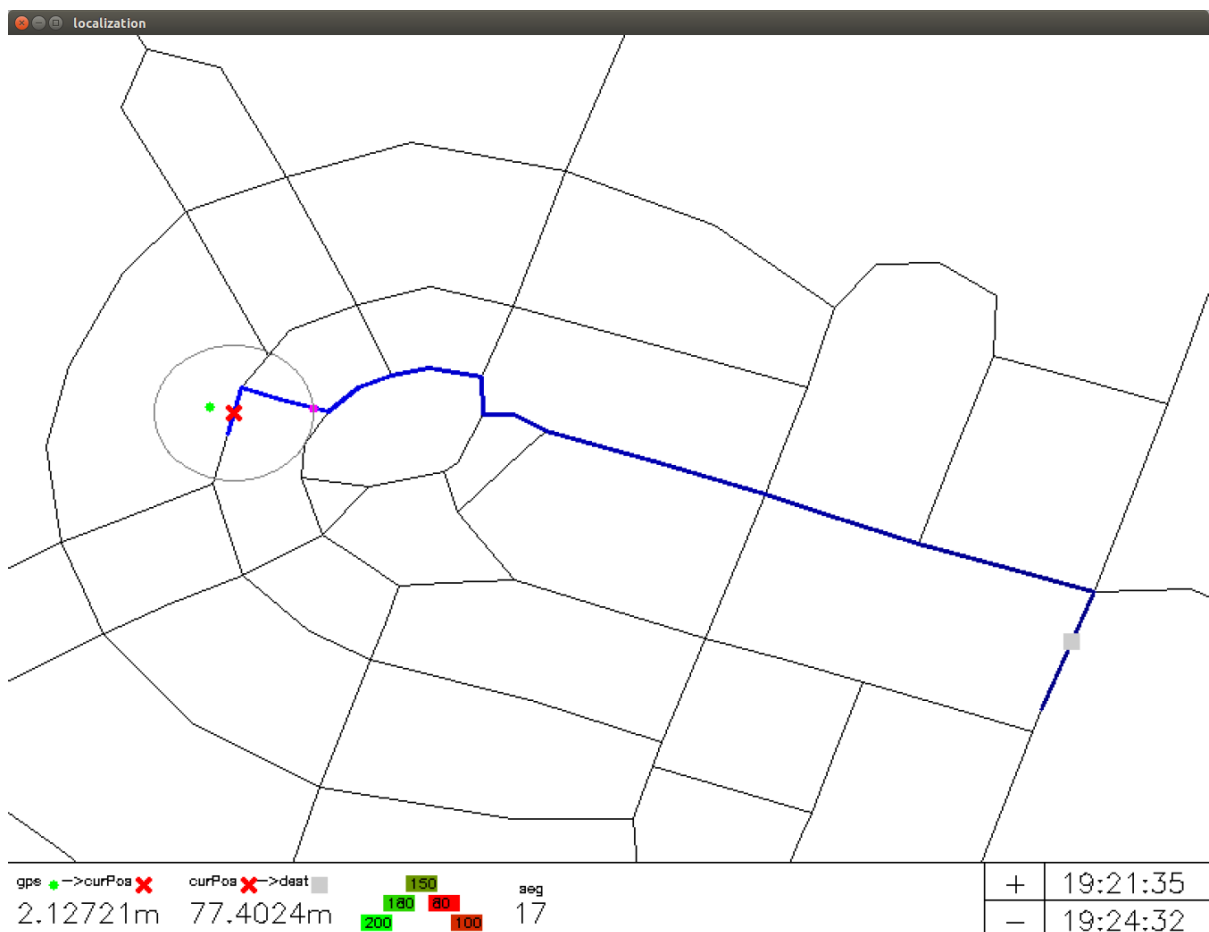 localization
gps ->curPos curPos ->dest
2.12721m 77.4024m
150
180 80
200 100
seg
17
+ 19:21:35
− 19:24:32